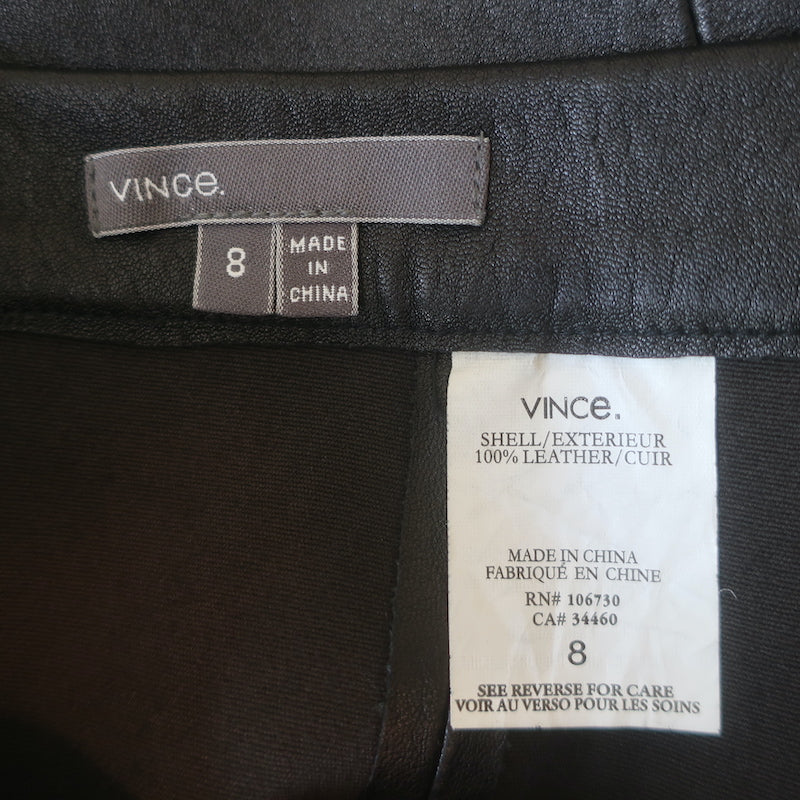 VINCe.
8
MADE
IN
CHINA
VINCe.
SHELL/EXTERIEUR
100% LEATHER/CUIR
MADE IN CHINA
FABRIQUÉ EN CHINE
RN# 106730
CA# 34460
8
SEE REVERSE FOR CARE
VOIR AU VERSO POUR LES SOINS